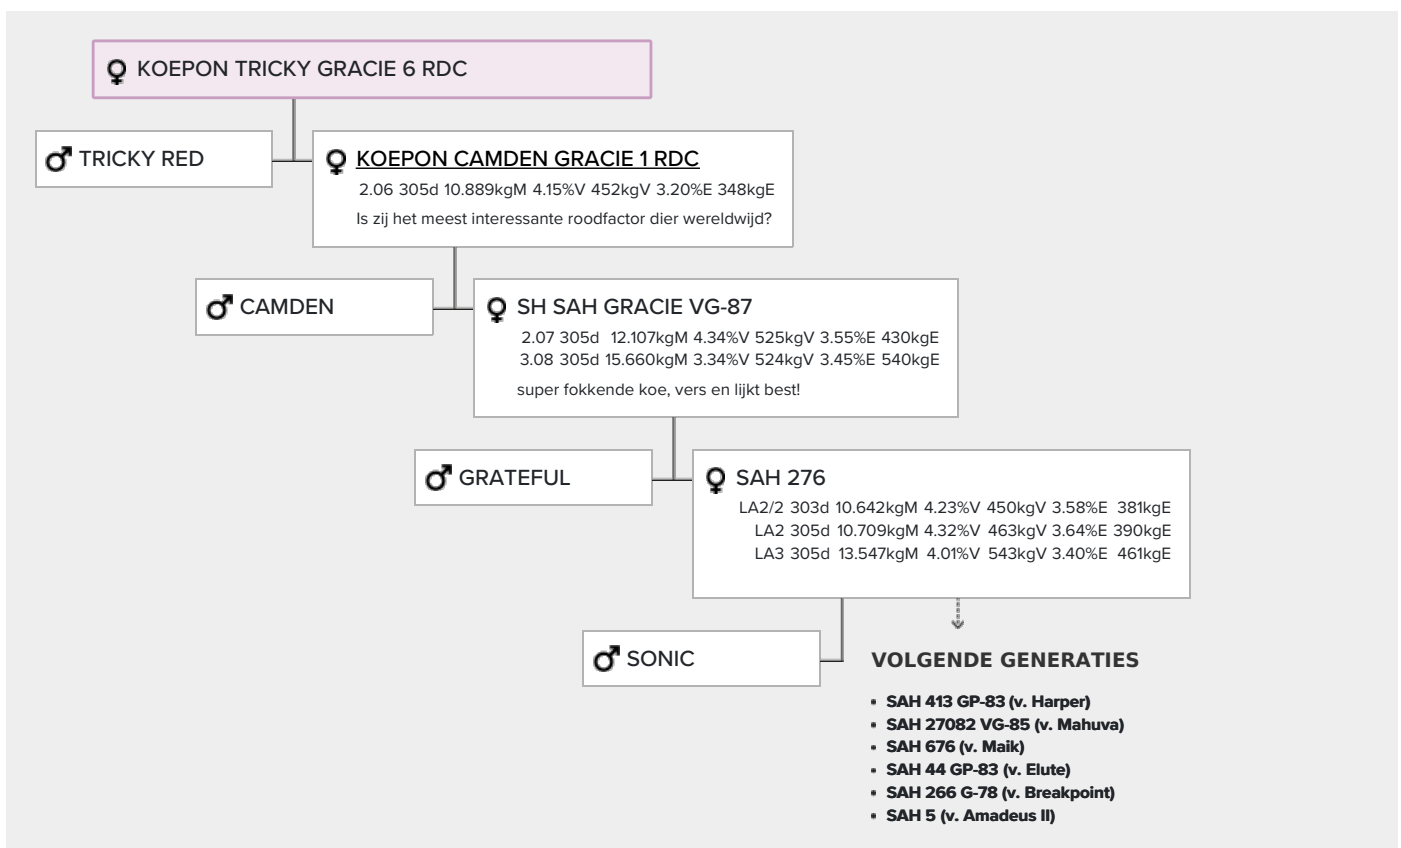 KOEPON TRICKY GRACIE 6 RDC
TRICKY RED
KOEPON CAMDEN GRACIE 1 RDC
2.06 305d 10.889kgM 4.15%V 452kgV 3.20%E 348kgE
Is zij het meest interessante roodfactor dier wereldwijd?
CAMDEN
SH SAH GRACIE VG-87
2.07 305d 12.107kgM 4.34%V 525kgV 3.55%E 430kgE
3.08 305d 15.660kgM 3.34%V 524kgV 3.45%E 540kgE
super fokkende koe, vers en lijkt best!
GRATEFUL
SAH 276
LA2/2 303d 10.642kgM 4.23%V 450kgV 3.58%E 381kgE
LA2 305d 10.709kgM 4.32%V 463kgV 3.64%E 390kgE
LA3 305d 13.547kgM 4.01%V 543kgV 3.40%E 461kgE
SONIC
VOLGENDE GENERATIES
• SAH 413 GP-83 (v. Harper)
• SAH 27082 VG-85 (v. Mahuva)
• SAH 676 (v. Maik)
• SAH 44 GP-83 (v. Elute)
• SAH 266 G-78 (v. Breakpoint)
• SAH 5 (v. Amadeus II)